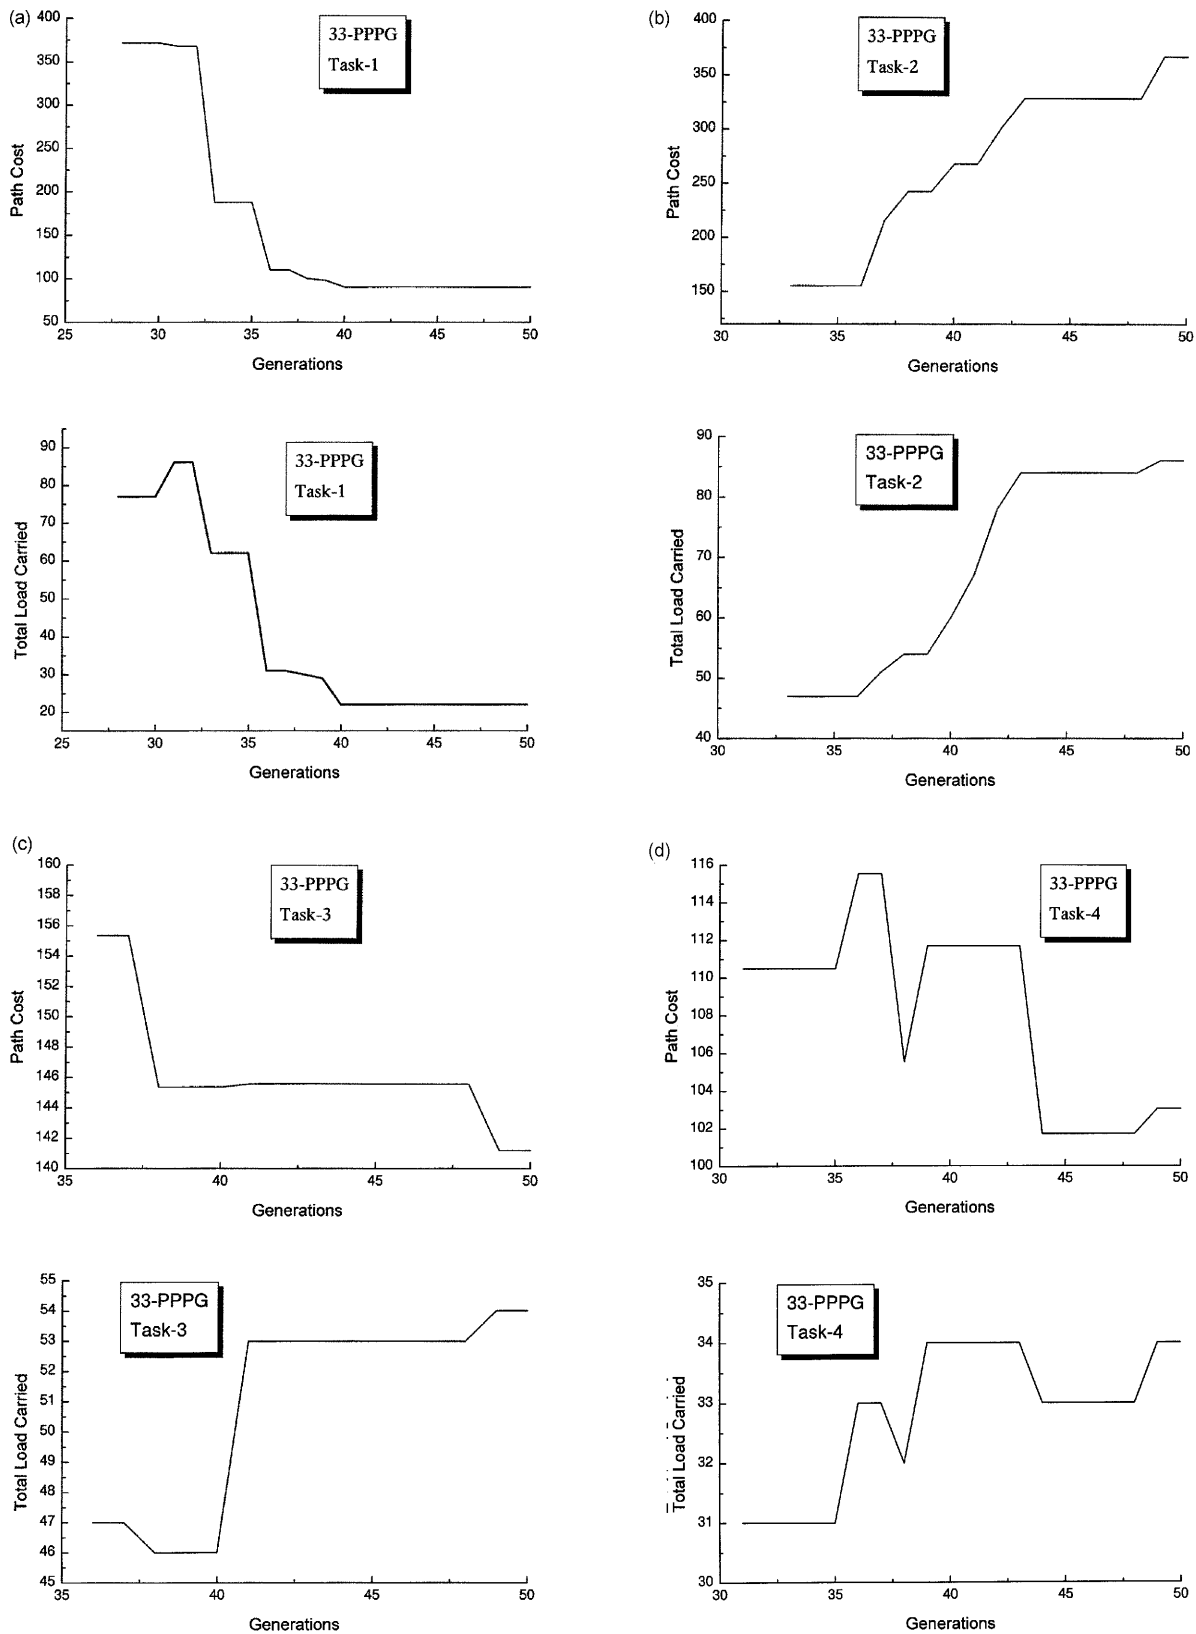 (a)
400
350
300
250
200
150
100
50
Path Cost
33-PPPG
Task-1
25 30 35 40 45 50
Generations
(b)
400
350
300
250
200
150
Path Cost
33-PPPG
Task-2
30 35 40 45 50
Generations
90
80
70
60
50
40
30
20
Total Load Carried
33-PPPG
Task-1
25 30 35 40 45 50
Generations
90
80
70
60
50
40
Total Load Carried
33-PPPG
Task-2
30 35 40 45 50
Generations
(c)
160
158
156
154
152
150
148
146
144
142
140
Path Cost
33-PPPG
Task-3
35 40 45 50
Generations
(d)
116
114
112
110
108
106
104
102
100
Path Cost
33-PPPG
Task-4
30 35 40 45 50
Generations
55
54
53
52
51
50
49
48
47
46
45
Total Load Carried
33-PPPG
Task-3
35 40 45 50
Generations
35
34
33
32
31
30
Total Load Carried
33-PPPG
Task-4
30 35 40 45 50
Generations